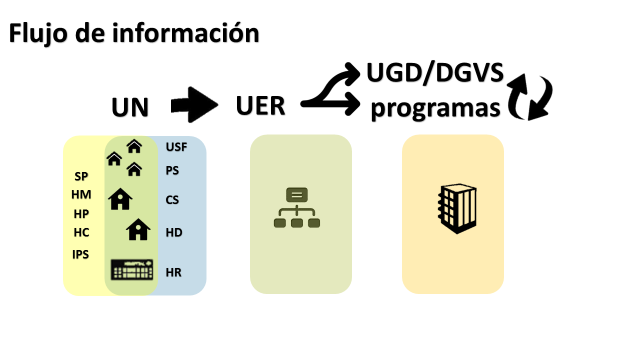 Flujo de información
UN
UER
UGD/DGVS
programas
SP
HM
HP
HC
IPS
USF
PS
CS
HD
HR